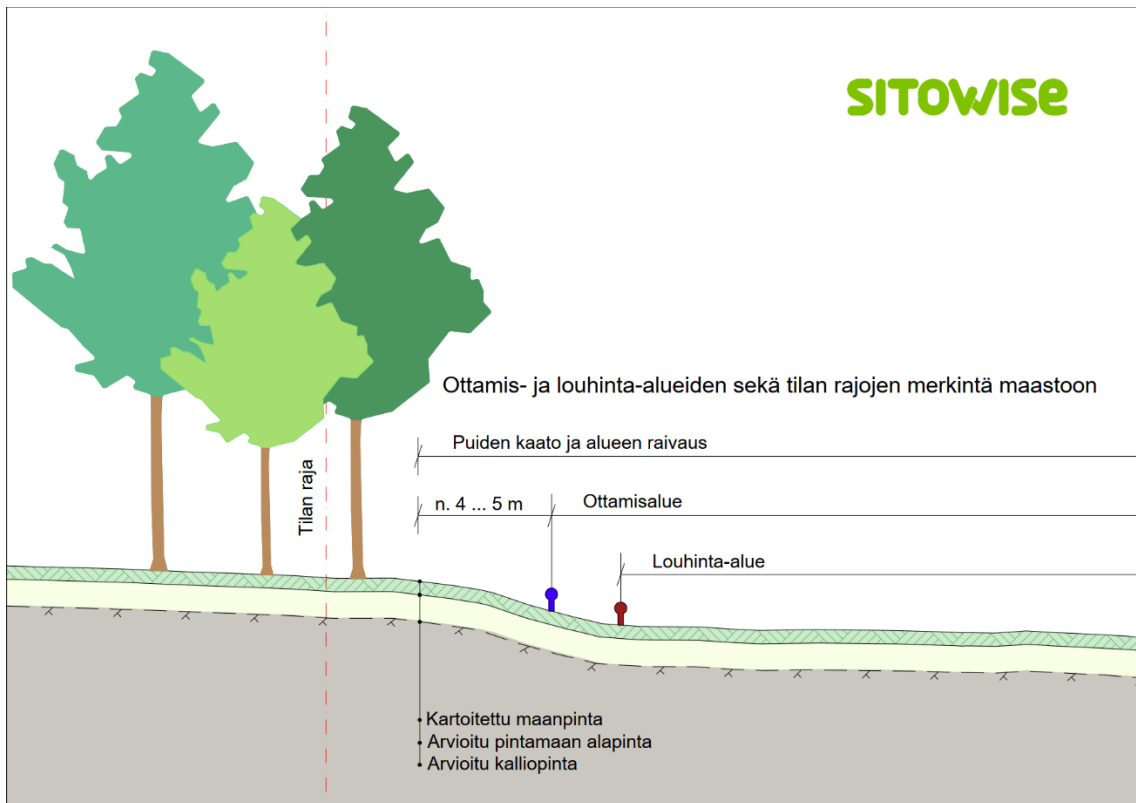 sitowise
Ottamis- ja louhinta-alueiden sekä tilan rajojen merkintä maastoon
Puiden kaato ja alueen raivaus
Tilan raja
n. 4 ... 5 m
Ottamisalue
Louhinta-alue
Kartoitettu maanpinta
Arvioitu pintamaan alapinta
Arvioitu kalliopinta